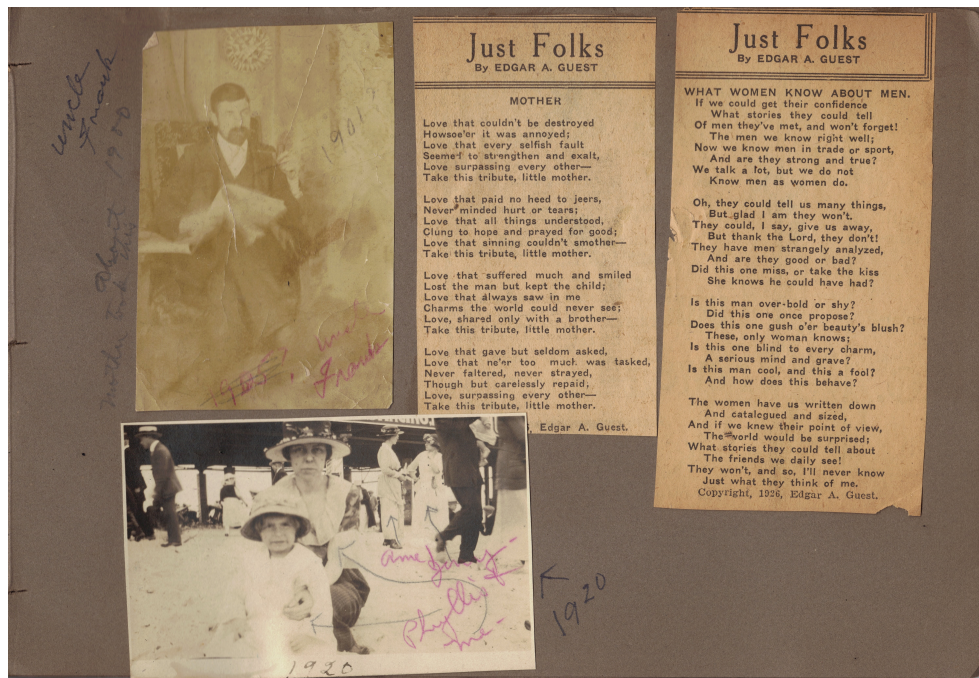 uncle
Frank
1900
about
mother took this
1901
1905
uncle
Frank
Just Folks
By EDGAR A. GUEST
MOTHER
Love that couldn't be destroyed
Howsoe'er it was annoyed;
Love that every selfish fault
Seemed to strengthen and exalt,
Love surpassing every other—
Take this tribute, little mother.
Love that paid no heed to jeers,
Never minded hurt or tears;
Love that all things understood,
Clung to hope and prayed for good;
Love that sinning couldn't smother—
Take this tribute, little mother.
Love that suffered much and smiled
Lost the man but kept the child;
Love that always saw in me
Charms the world could never see;
Love, shared only with a brother—
Take this tribute, little mother.
Love that gave but seldom asked,
Love that ne'er too much was tasked,
Never faltered, never strayed,
Though but carelessly repaid,
Love, surpassing every other—
Take this tribute, little mother.
Edgar A. Guest.
Just Folks
By EDGAR A. GUEST
WHAT WOMEN KNOW ABOUT MEN.
If we could get their confidence
What stories they could tell
Of men they've met, and won't forget!
The men we know right well;
Now we know men in trade or sport,
And are they strong and true?
We talk a lot, but we do not
Know men as women do.
Oh, they could tell us many things,
But glad I am they won't.
They could, I say, give us away,
But thank the Lord, they don't!
They have men strangely analyzed,
And are they good or bad?
Did this one miss, or take the kiss
She knows he could have had?
Is this man over-bold or shy?
Did this one once propose?
Does this one gush o'er beauty's blush?
These, only woman knows;
Is this one blind to every charm,
A serious mind and grave?
Is this man cool, and this a fool?
And how does this behave?
The women have us written down
And catalogued and sized,
And if we knew their point of view,
The world would be surprised;
What stories they could tell about
The friends we daily see!
They won't, and so, I'll never know
Just what they think of me.
Copyright, 1926, Edgar A. Guest.
Phyllis &
me-
1920
1920